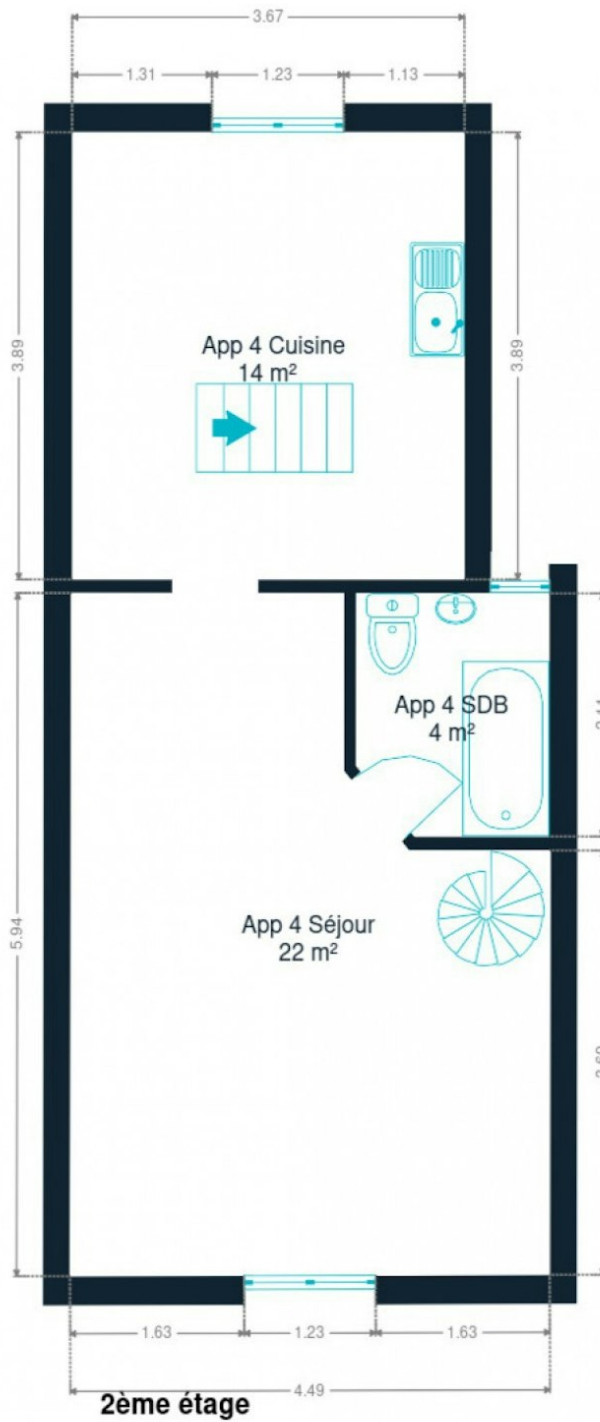 3.67
1.31 1.23 1.13
3.89
3.89
App 4 Cuisine
14 m²
App 4 SDB
4 m²
5.94
App 4 Séjour
22 m²
1.63 1.23 1.63
4.49
2ème étage